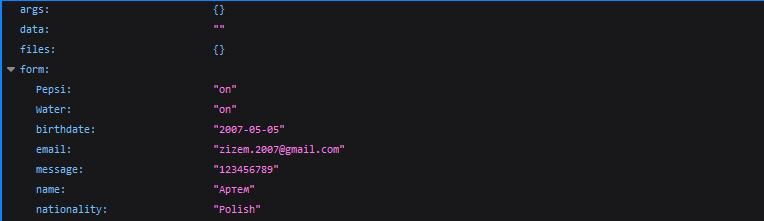 args: {}
data: ""
files: {}
form:
Pepsi: "on"
Water: "on"
birthdate: "2007-05-05"
email: "zizem.2007@gmail.com"
message: "123456789"
name: "Артем"
nationality: "Polish"